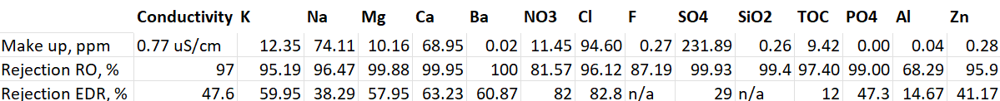 Conductivity K Na Mg Ca Ba NO3 Cl F SO4 SiO2 TOC PO4 Al Zn
Make up, ppm 0.77 uS/cm 12.35 74.11 10.16 68.95 0.02 11.45 94.60 0.27 231.89 0.26 9.42 0.00 0.04 0.28
Rejection RO, % 97 95.19 96.47 99.88 99.95 100 81.57 96.12 87.19 99.93 99.4 97.40 99.00 68.29 95.9
Rejection EDR, % 47.6 59.95 38.29 57.95 63.23 60.87 82 82.8 n/a 29 n/a 12 47.3 14.67 41.17